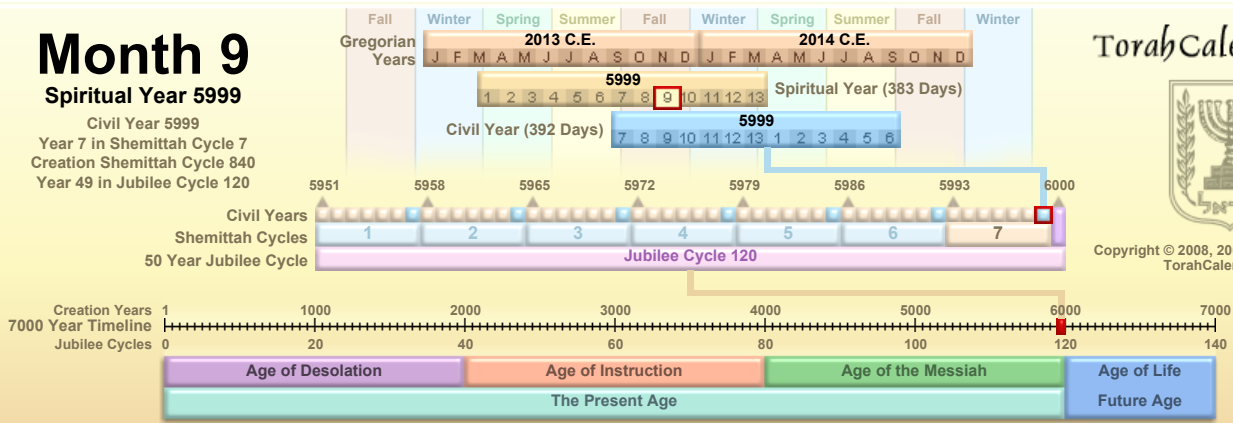 Month 9
Spiritual Year 5999
Civil Year 5999
Year 7 in Shemittah Cycle 7
Creation Shemittah Cycle 840
Year 49 in Jubilee Cycle 120
Fall Winter Spring Summer Fall Winter Spring Summer Fall Winter
Gregorian Years
2013 C.E. 2014 C.E.
J F M A M J J A S O N D J F M A M J J A S O N D
5999
1 2 3 4 5 6 7 8 9 10 11 12 13
Spiritual Year (383 Days)
Civil Year (392 Days)
5999
7 8 9 10 11 12 13 1 2 3 4 5 6
5951 5958 5965 5972 5979 5986 5993 6000
Civil Years
Shemittah Cycles 1 2 3 4 5 6 7
50 Year Jubilee Cycle Jubilee Cycle 120
Creation Years 1 1000 2000 3000 4000 5000 6000 7000
7000 Year Timeline
Jubilee Cycles 0 20 40 60 80 100 120 140
Age of Desolation Age of Instruction Age of the Messiah Age of Life
The Present Age Future Age
TorahCale
Copyright © 2008, 20
TorahCale